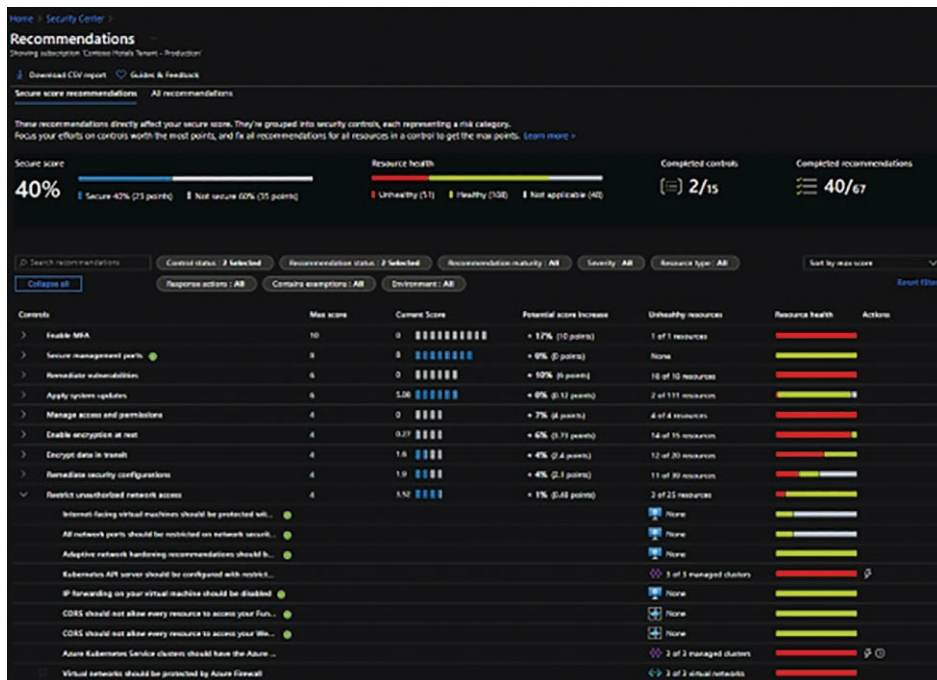 Home > Security Center >
Recommendations ...
Showing subscription 'Contoso Hotels Tenant - Production'
Download CSV report Guides & Feedback
Secure score recommendations All recommendations
These recommendations directly affect your secure score. They're grouped into security controls, each representing a risk category.
Focus your efforts on controls worth the most points, and fix all recommendations for all resources in a control to get the max points. Learn more >
Secure score Resource health Completed controls Completed recommendations
40% Secure 40% (23 points) Not secure 60% (35 points) Unhealthy (51) Healthy (108) Not applicable (40) 2/15 40/67
Search recommendations Control status : 2 Selected Recommendation status : 2 Selected Recommendation maturity : All Severity : All Resource type : All Sort by max score
Collapse all Response actions : All Contains exemptions : All Environment : All Reset filter
Controls Max score Current Score Potential score increase Unhealthy resources Resource health Actions
Enable MFA 10 0 + 17% (10 points) 1 of 1 resources
Secure management ports 8 8 + 0% (0 points) None
Remediate vulnerabilities 6 0 + 10% (6 points) 10 of 10 resources
Apply system updates 6 5.88 + 0% (0.12 points) 2 of 111 resources
Manage access and permissions 4 0 + 7% (4 points) 4 of 4 resources
Enable encryption at rest 4 0.27 + 6% (3.73 points) 14 of 15 resources
Encrypt data in transit 4 1.6 + 4% (2.4 points) 12 of 20 resources
Remediate security configurations 4 1.9 + 4% (2.1 points) 11 of 39 resources
Restrict unauthorized network access 4 3.52 + 1% (0.48 points) 3 of 25 resources
Internet-facing virtual machines should be protected wit... None
All network ports should be restricted on network securit... None
Adaptive network hardening recommendations should b... None
Kubernetes API server should be configured with restrict... 3 of 3 managed clusters
IP forwarding on your virtual machine should be disabled None
CORS should not allow every resource to access your Fun... None
CORS should not allow every resource to access your We... None
Azure Kubernetes Service clusters should have the Azure ... 3 of 3 managed clusters
Virtual networks should be protected by Azure Firewall 3 of 3 virtual networks